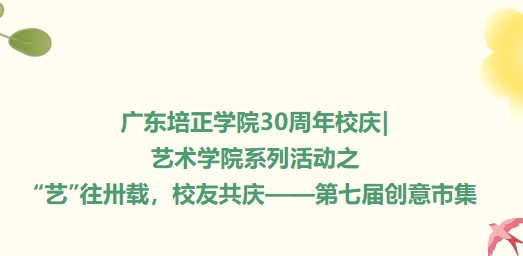 广东培正学院30周年校庆|
艺术学院系列活动之
“艺”往卅载，校友共庆——第七届创意市集